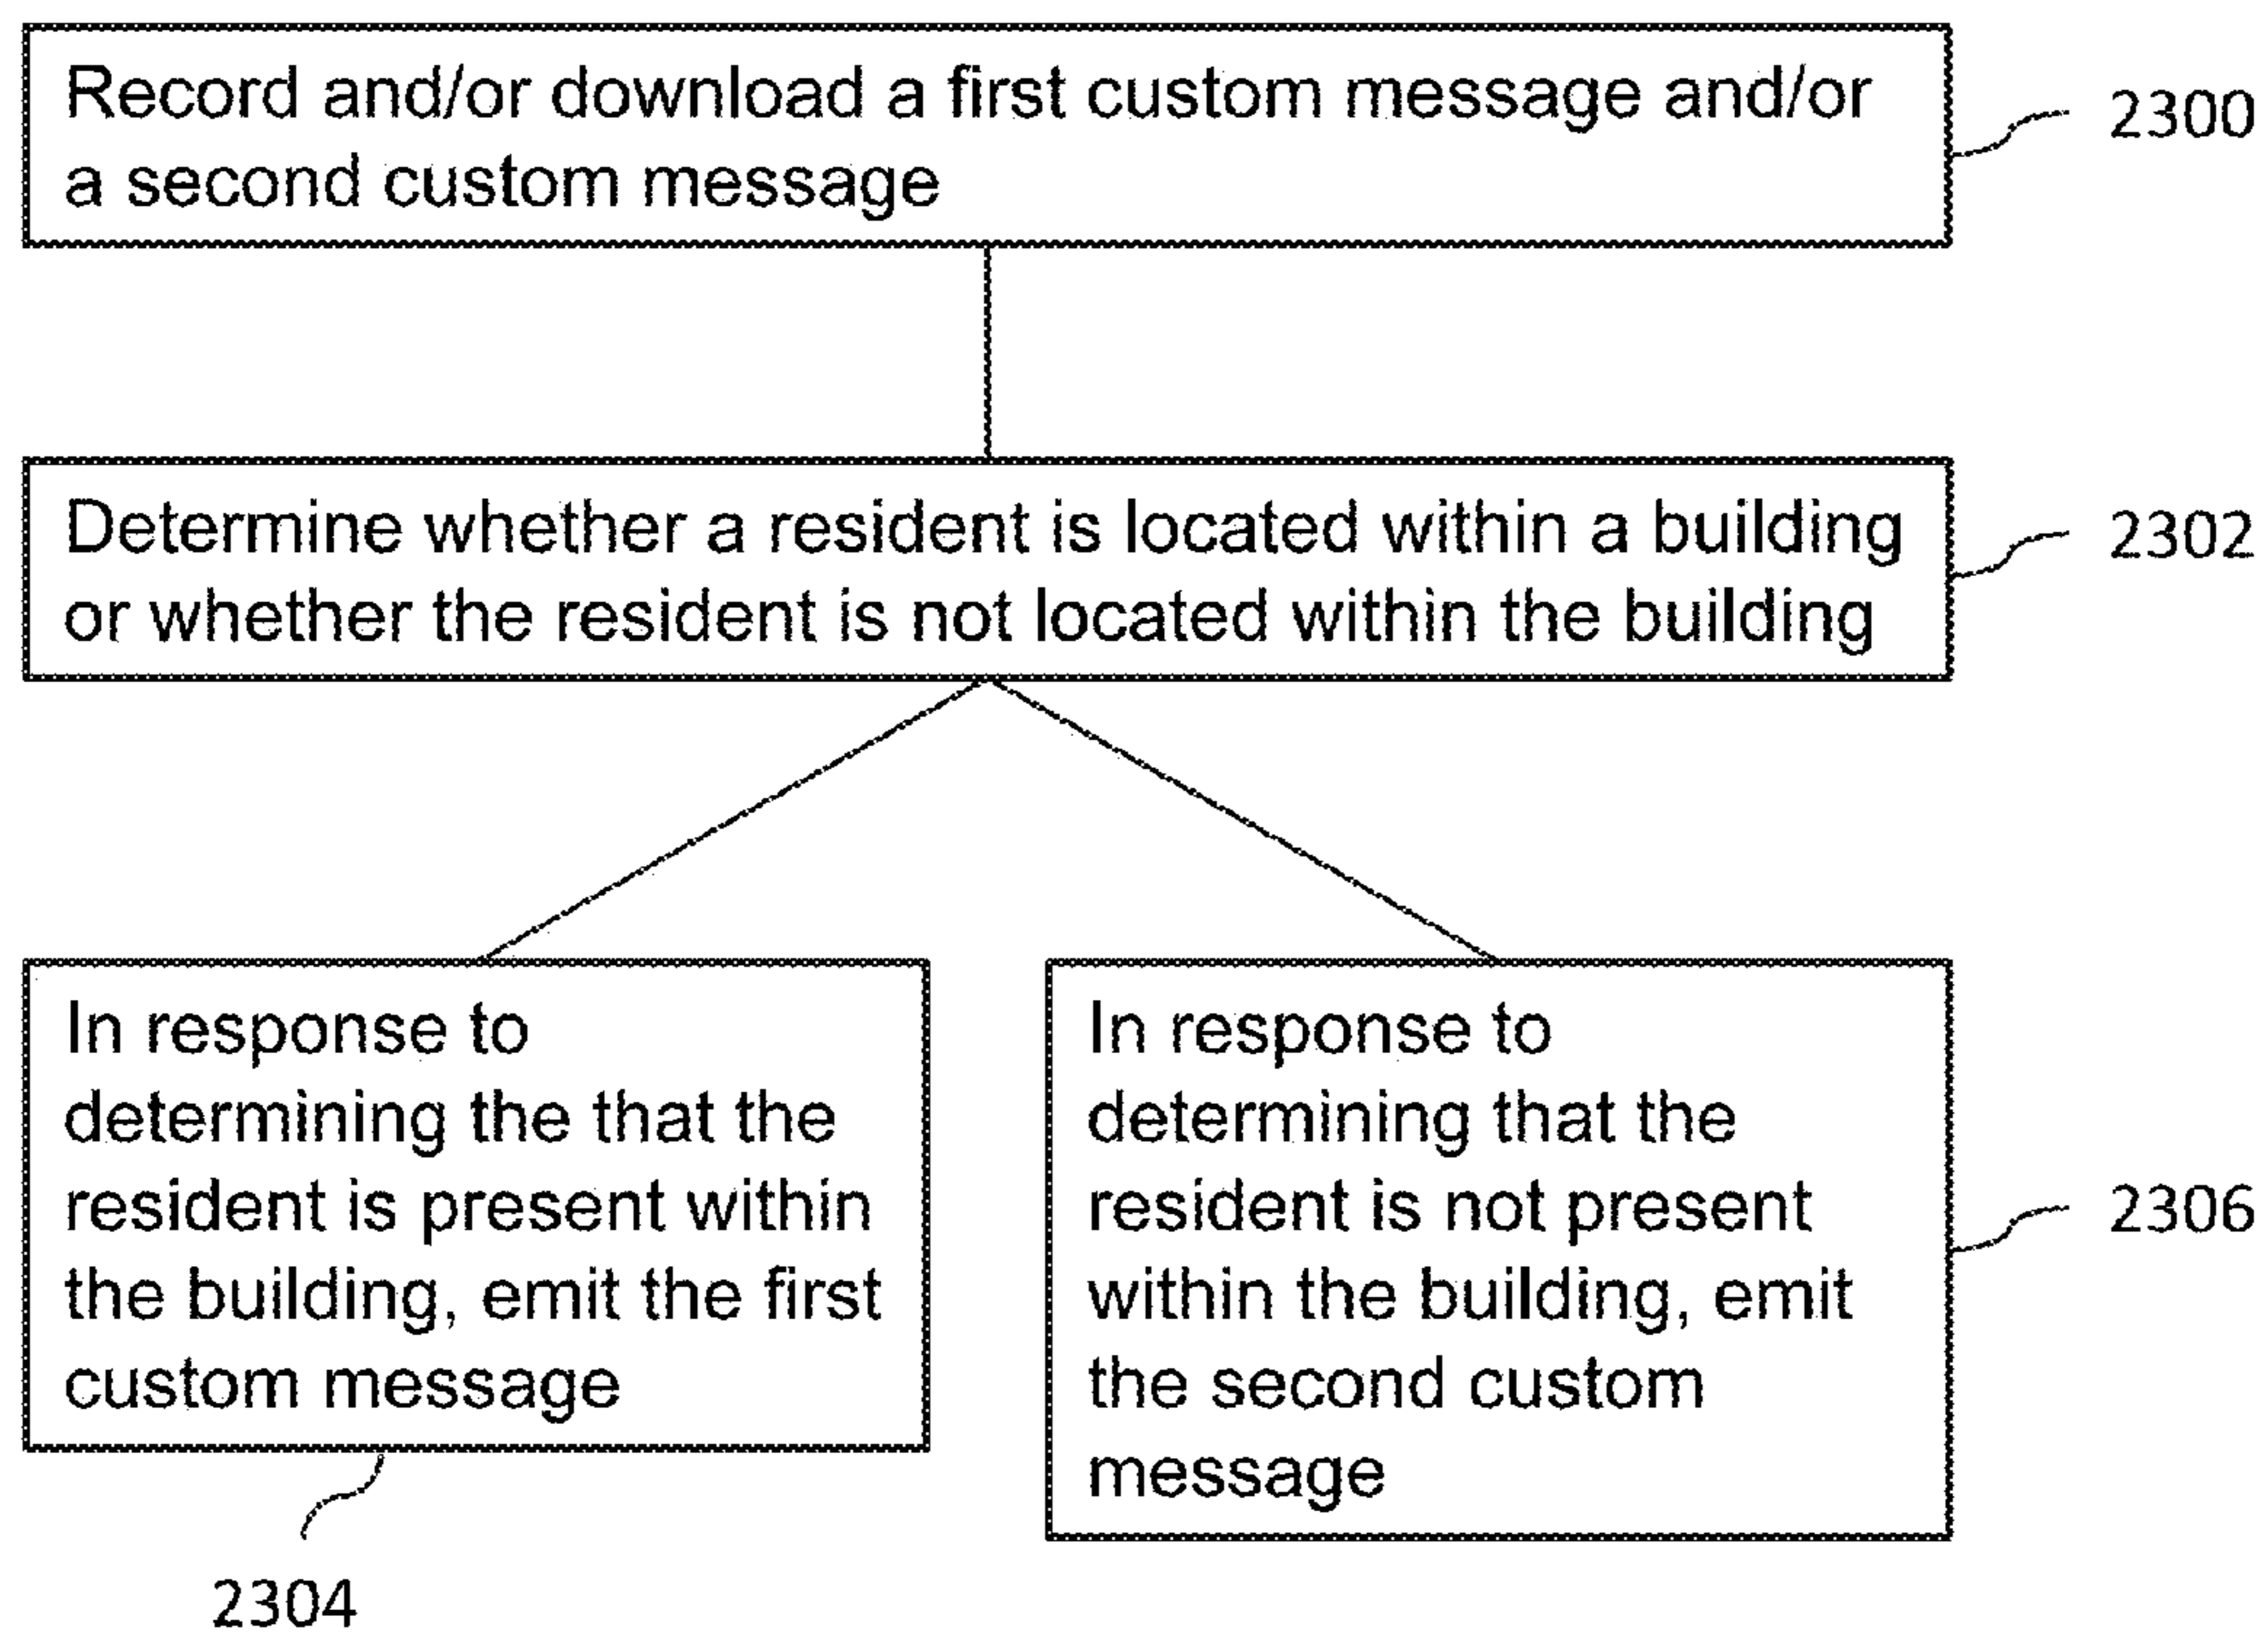 Record and/or download a first custom message and/or
a second custom message
2300
Determine whether a resident is located within a building
or whether the resident is not located within the building
2302
In response to
determining the that the
resident is present within
the building, emit the first
custom message
2304
In response to
determining that the
resident is not present
within the building, emit
the second custom
message
2306